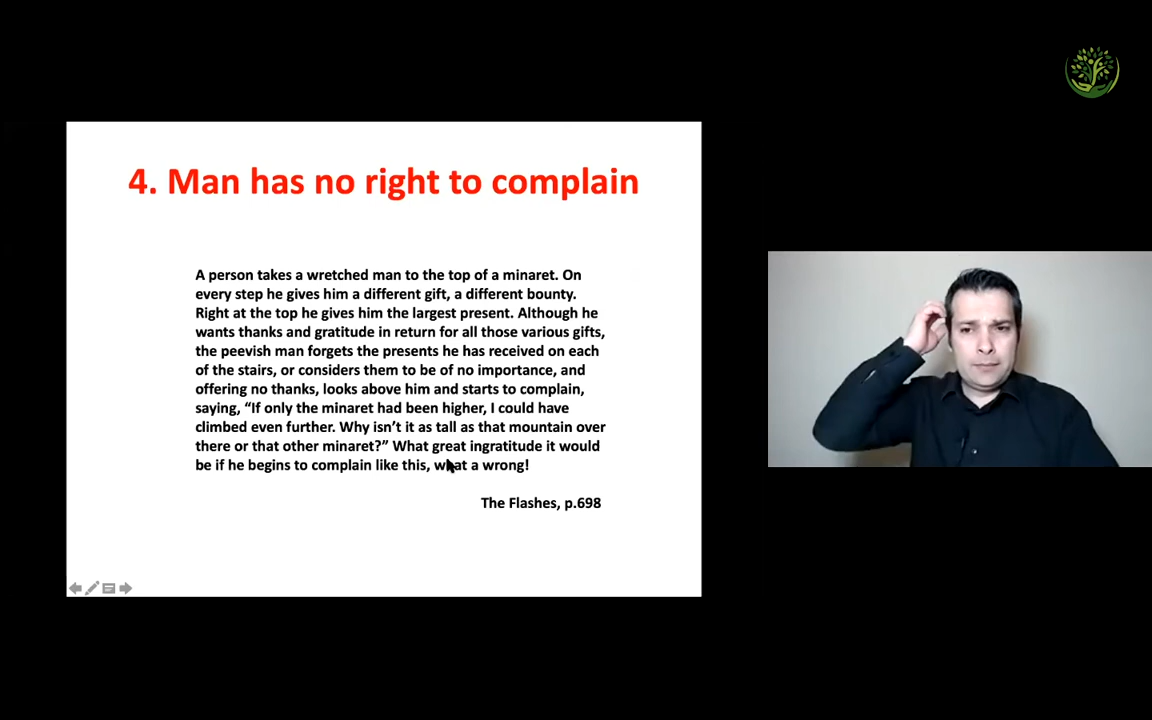 4. Man has no right to complain
A person takes a wretched man to the top of a minaret. On
every step he gives him a different gift, a different bounty.
Right at the top he gives him the largest present. Although he
wants thanks and gratitude in return for all those various gifts,
the peevish man forgets the presents he has received on each
of the stairs, or considers them to be of no importance, and
offering no thanks, looks above him and starts to complain,
saying, “If only the minaret had been higher, I could have
climbed even further. Why isn’t it as tall as that mountain over
there or that other minaret?” What great ingratitude it would
be if he begins to complain like this, what a wrong!
The Flashes, p.698